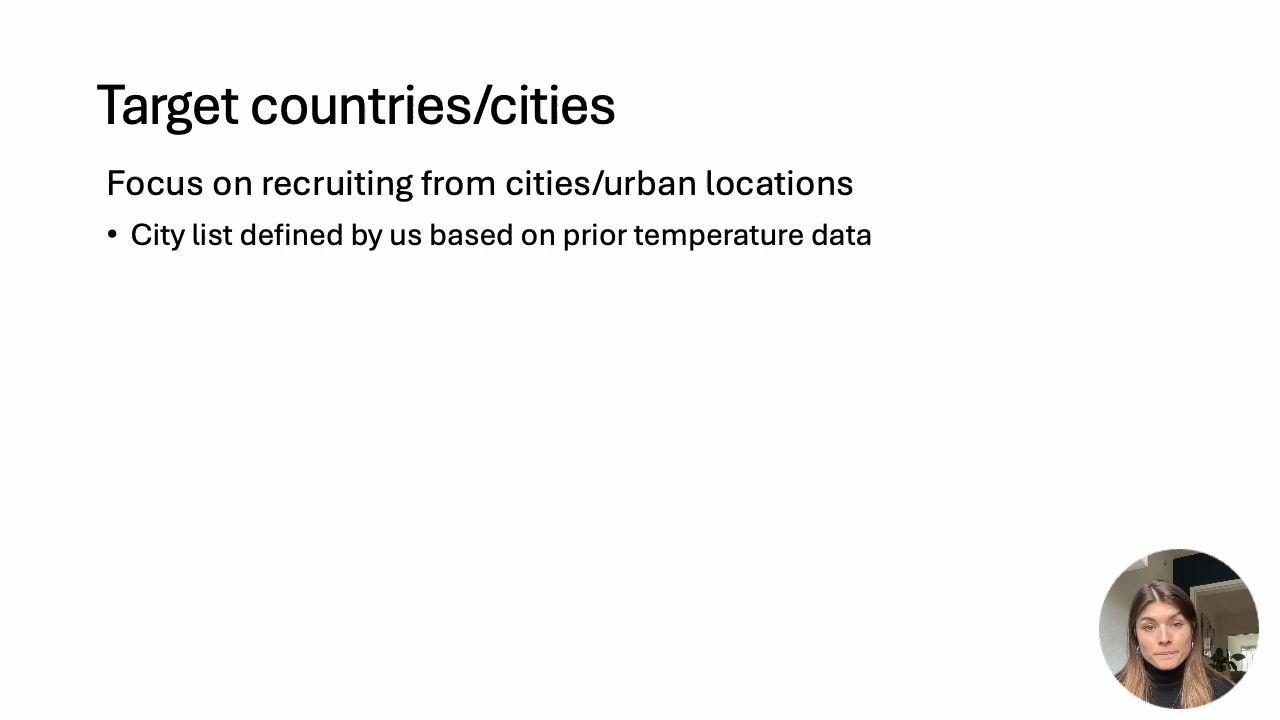 Target countries/cities
Focus on recruiting from cities/urban locations
• City list defined by us based on prior temperature data